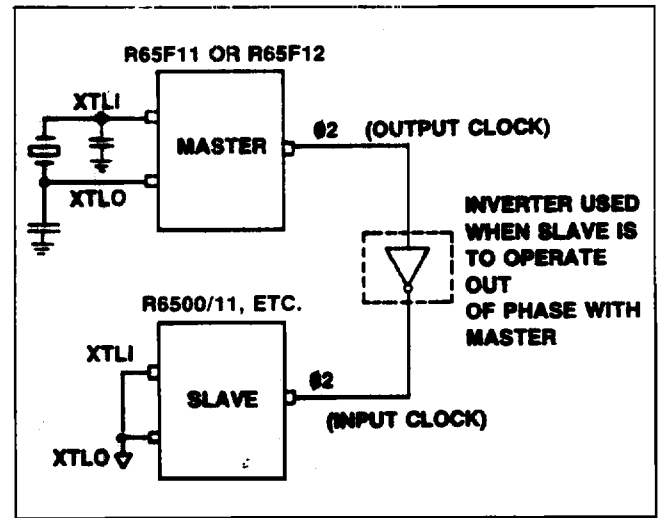 R65F11 OR R65F12
XTLI
MASTER
ø2 (OUTPUT CLOCK)
XTLO
INVERTER USED
WHEN SLAVE IS
TO OPERATE
OUT
OF PHASE WITH
MASTER
R6500/11, ETC.
XTLI
SLAVE
ø2
(INPUT CLOCK)
XTLO